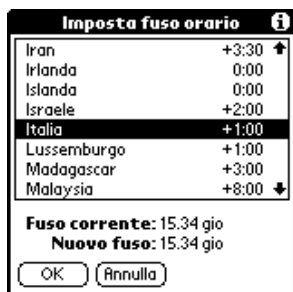 Imposta fuso orario
Iran +3:30
Irlanda 0:00
Islanda 0:00
Israele +2:00
Italia +1:00
Lussemburgo +1:00
Madagascar +3:00
Malaysia +8:00
Fuso corrente: 15.34 gio
Nuovo fuso: 15.34 gio
OK Annulla